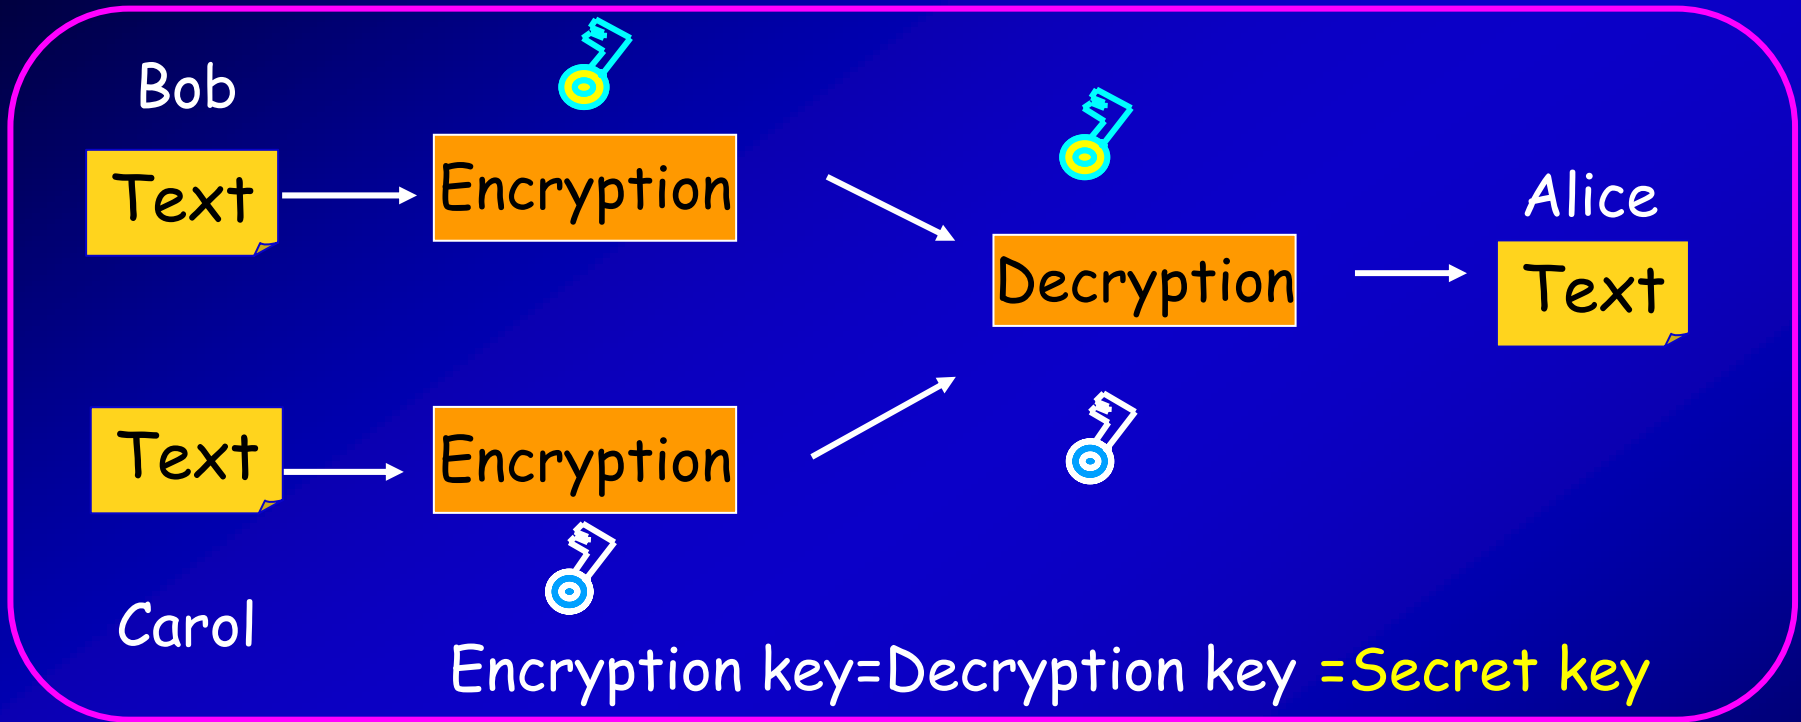 Bob
Text
Encryption
Decryption
Alice
Text
Text
Encryption
Carol
Encryption key=Decryption key =Secret key